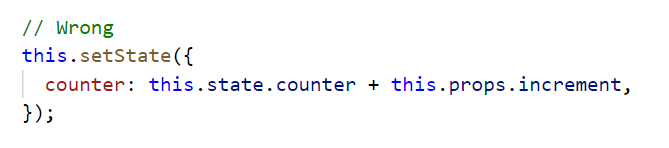 // Wrong
this.setState({
  counter: this.state.counter + this.props.increment,
});